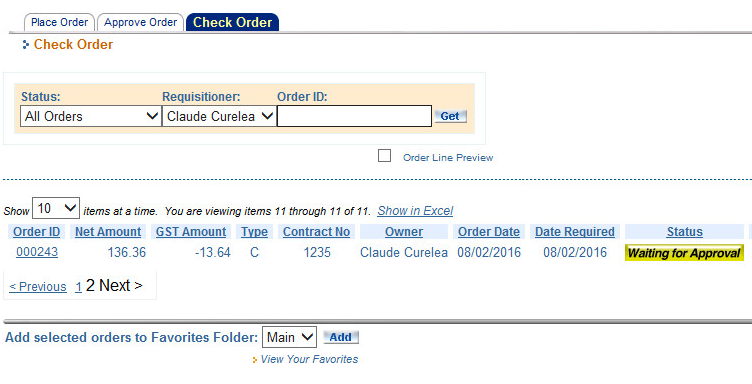 Place Order Approve Order Check Order
Check Order
Status: Requisitioner: Order ID:
All Orders Claude Curelea Get
Order Line Preview
Show 10 items at a time. You are viewing items 11 through 11 of 11. Show in Excel
Order ID Net Amount GST Amount Type Contract No Owner Order Date Date Required Status
000243 136.36 -13.64 C 1235 Claude Curelea 08/02/2016 08/02/2016 Waiting for Approval
< Previous 1 2 Next >
Add selected orders to Favorites Folder: Main Add
View Your Favorites